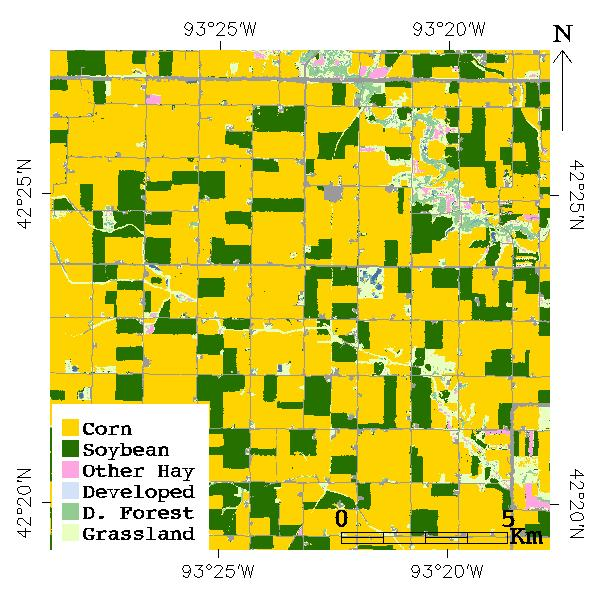 93°25'W 93°20'W
N
42°25'N 42°25'N
Corn
Soybean
Other Hay
Developed
D. Forest
Grassland
0 5
Km
42°20'N 42°20'N
93°25'W 93°20'W